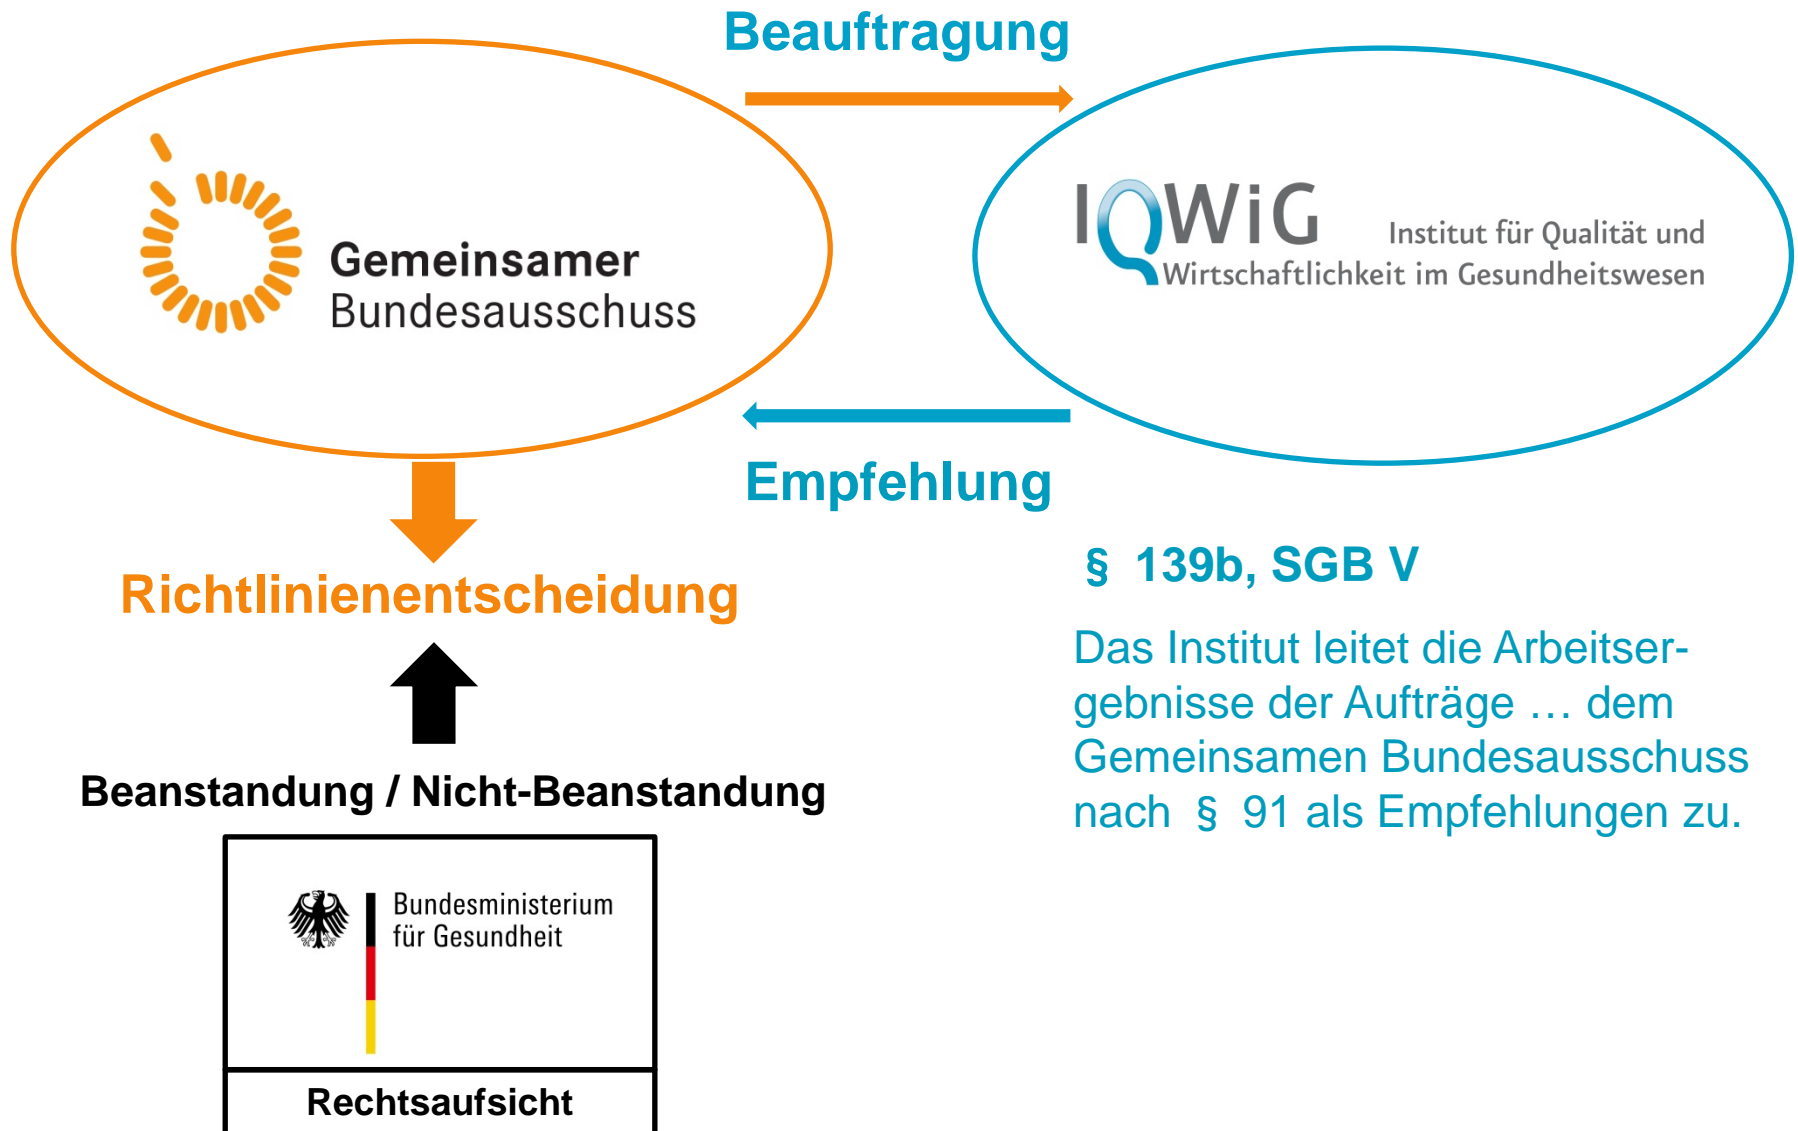 Beauftragung
Gemeinsamer
Bundesausschuss
IQWiG
Institut für Qualität und
Wirtschaftlichkeit im Gesundheitswesen
Empfehlung
Richtlinienentscheidung
Beanstandung / Nicht-Beanstandung
Bundesministerium
für Gesundheit
Rechtsaufsicht
§ 139b, SGB V
Das Institut leitet die Arbeitser-
gebnisse der Aufträge … dem
Gemeinsamen Bundesausschuss
nach § 91 als Empfehlungen zu.